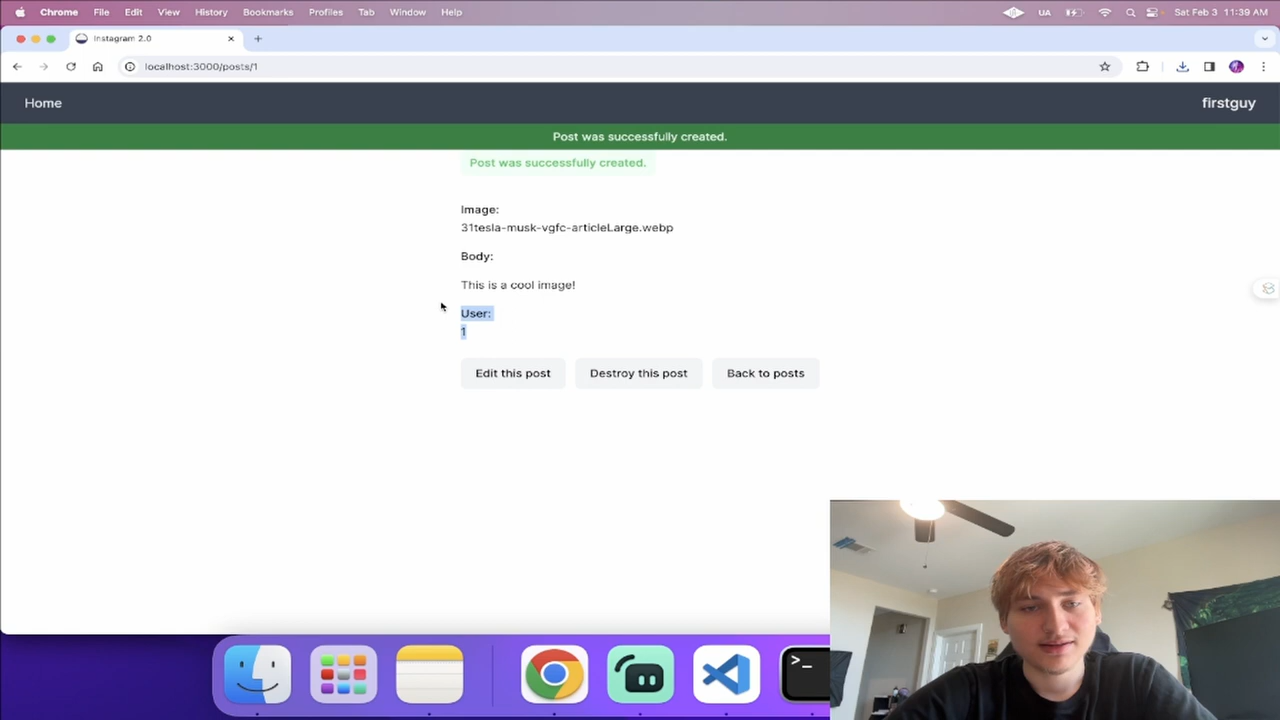 Chrome File Edit View History Bookmarks Profiles Tab Window Help UA Sat Feb 3 11:39 AM
Instagram 2.0
localhost:3000/posts/1
Home firstguy
Post was successfully created.
Post was successfully created.
Image:
31tesla-musk-vgfc-articleLarge.webp
Body:
This is a cool image!
User:
1
Edit this post Destroy this post Back to posts